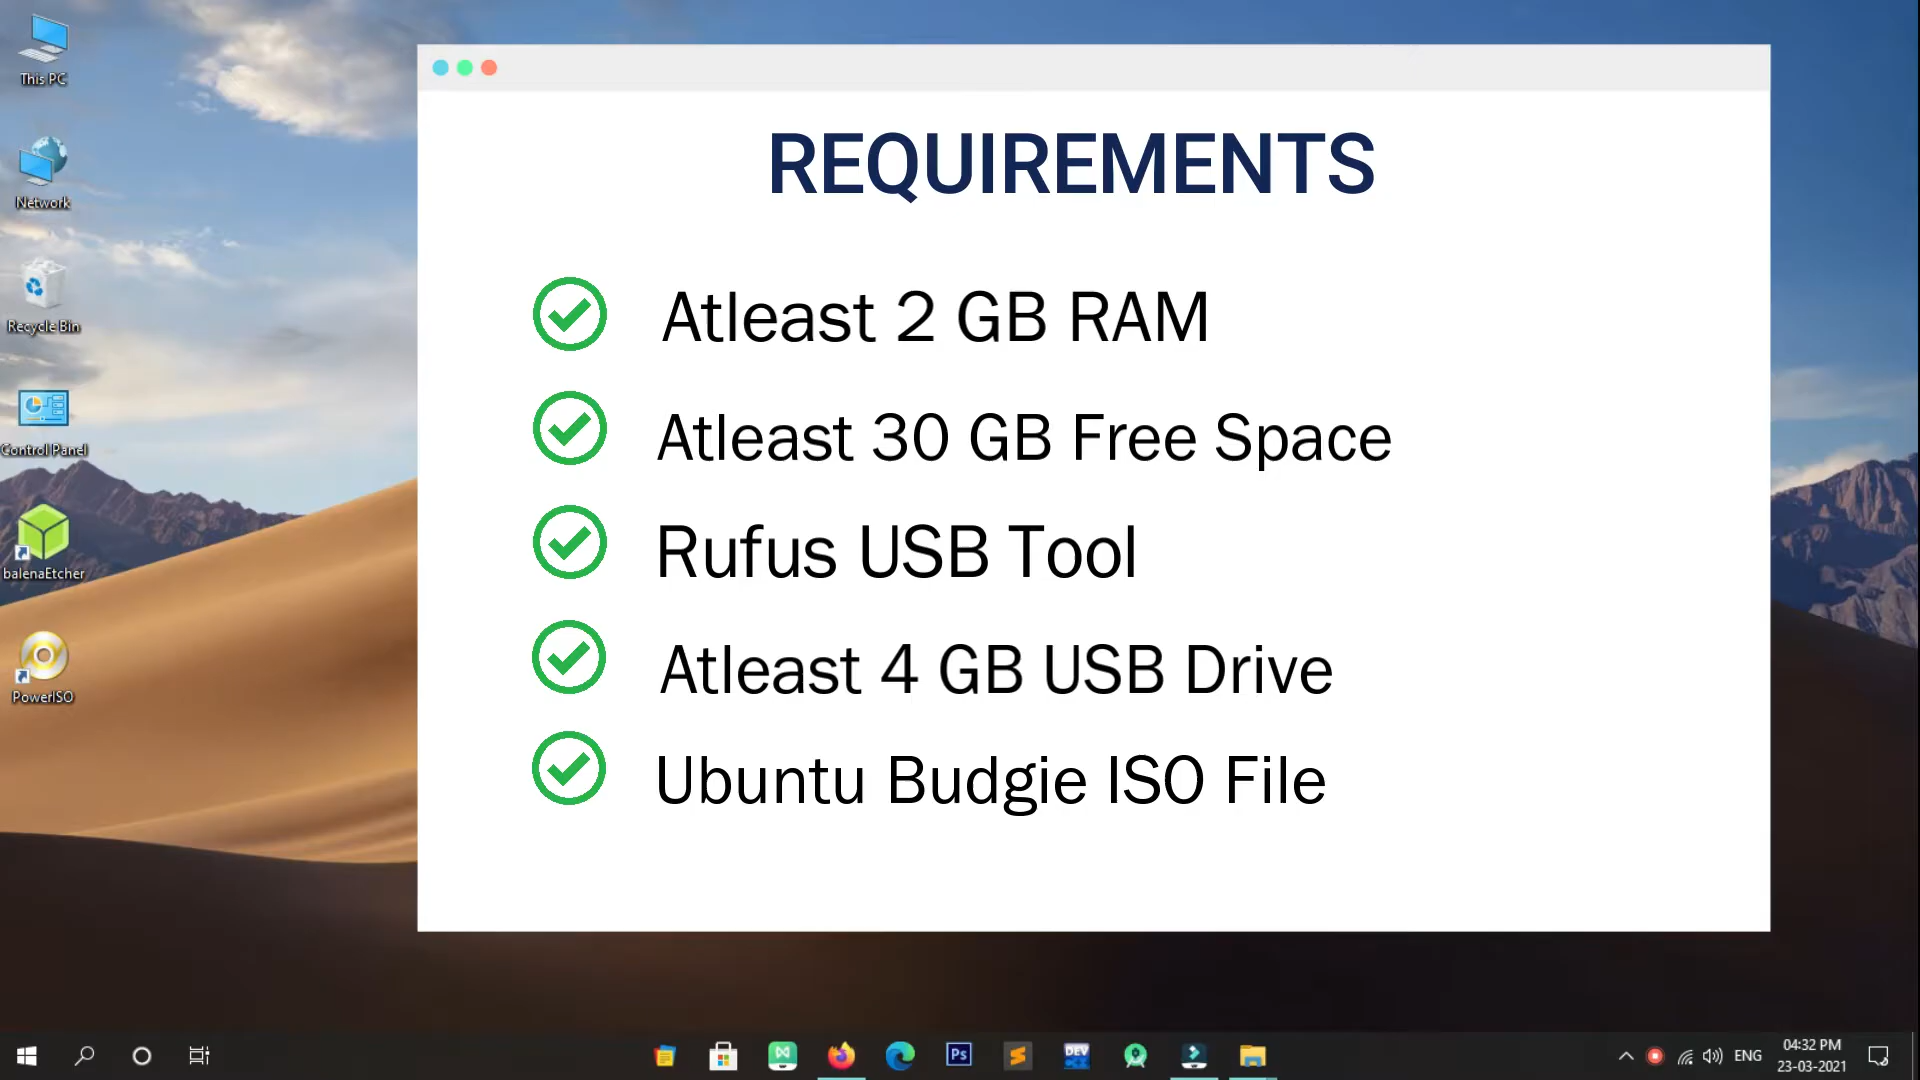 This PC
Network
Recycle Bin
Control Panel
balenaEtcher
PowerISO
REQUIREMENTS
Atleast 2 GB RAM
Atleast 30 GB Free Space
Rufus USB Tool
Atleast 4 GB USB Drive
Ubuntu Budgie ISO File
Ps
DEV
ENG
04:32 PM
23-03-2021